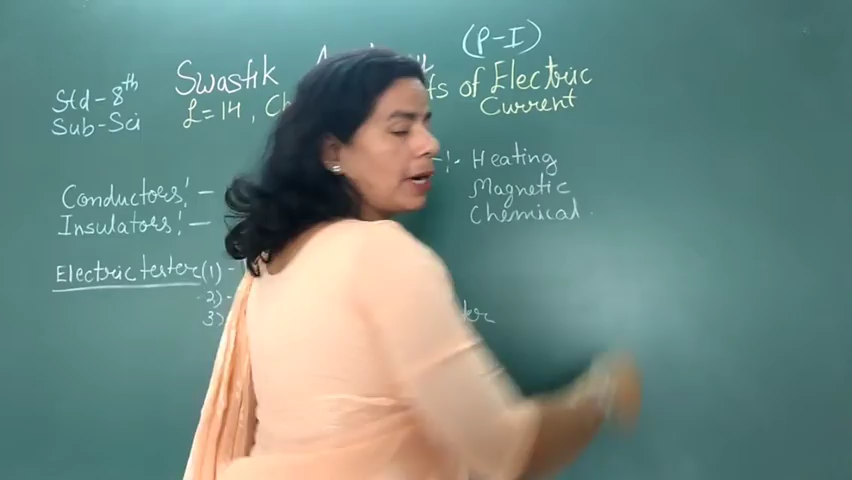 (P-I)
Std-8th Swastik
Sub-Sci L=14, of Electric
Current
Conductors:- -:- Heating
Insulators:- Magnetic
Chemical.
Electric tester (1) -
2)
3)